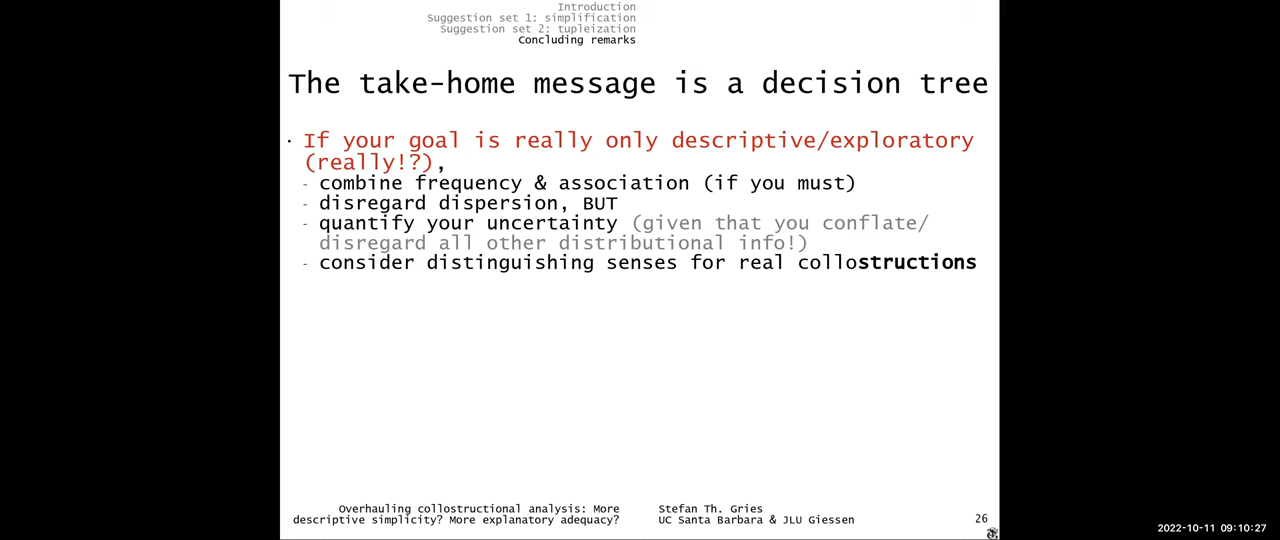 Introduction
Suggestion set 1: simplification
Suggestion set 2: tupleization
Concluding remarks
The take-home message is a decision tree
· If your goal is really only descriptive/exploratory
(really!?),
- combine frequency & association (if you must)
- disregard dispersion, BUT
- quantify your uncertainty (given that you conflate/
disregard all other distributional info!)
- consider distinguishing senses for real collostructions
Overhauling collostructional analysis: More
descriptive simplicity? More explanatory adequacy?
Stefan Th. Gries
UC Santa Barbara & JLU Giessen
26
2022-10-11 09:10:27